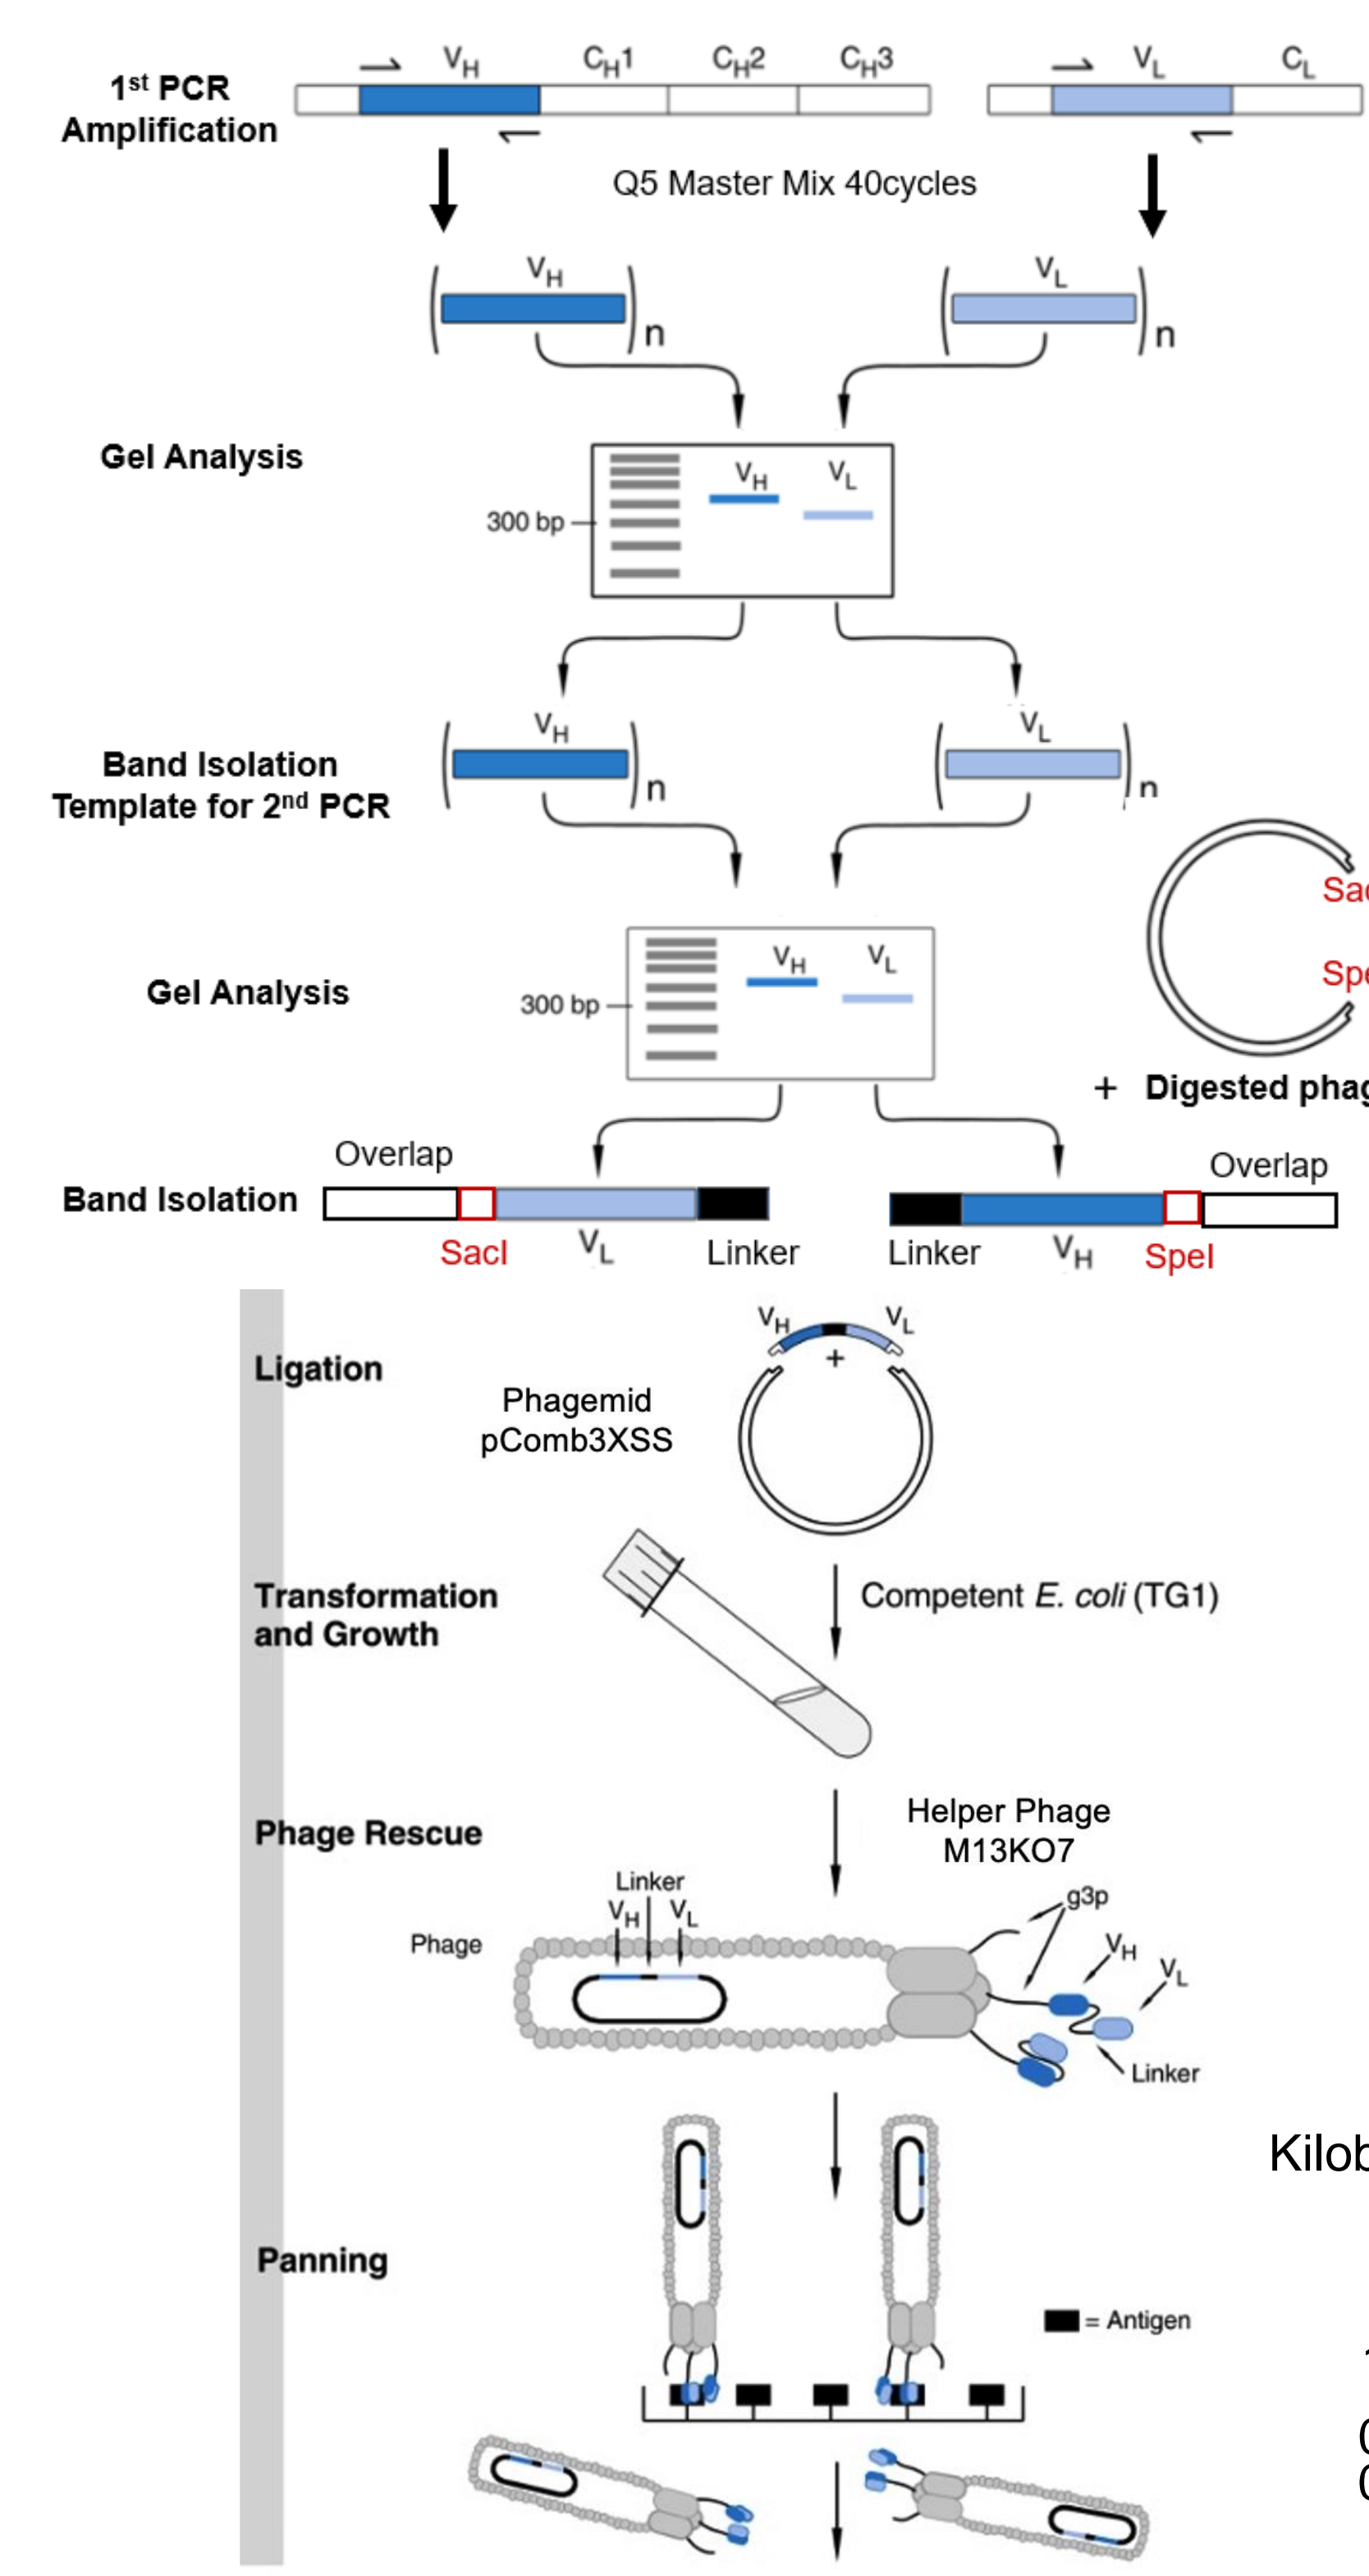 1st PCR
Amplification
VH
CH1
CH2
CH3
VL
CL
Q5 Master Mix 40cycles
VH
n
VL
n
Gel Analysis
VH
VL
300 bp
Band Isolation
Template for 2nd PCR
VH
n
VL
n
Gel Analysis
VH
VL
300 bp
+ Digested
Band Isolation
Overlap
SacI
VL
Linker
Overlap
Linker
VH
SpeI
Ligation
VH
VL
+
Phagemid
pComb3XSS
Transformation
and Growth
Competent E. coli (TG1)
Phage Rescue
Helper Phage
M13KO7
Linker
VH
VL
Phage
g3p
VH
VL
Linker
Panning
= Antigen